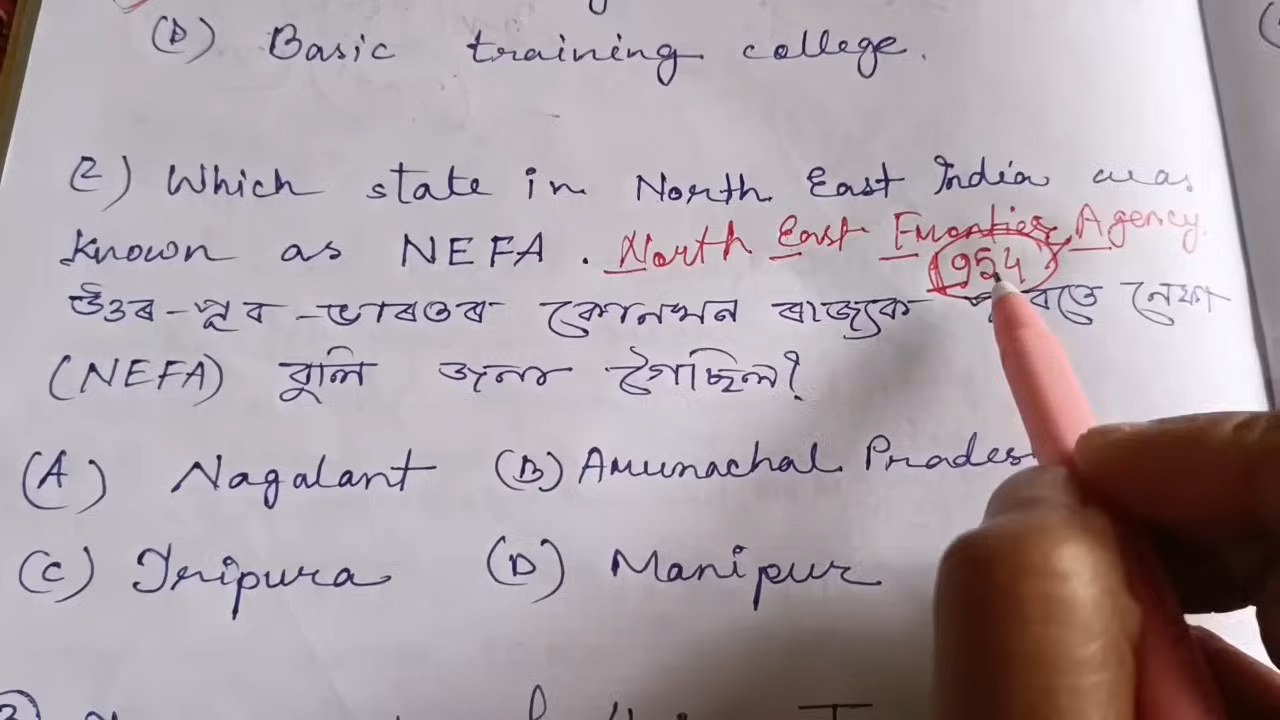 (D) Basic training college.
2) Which state in North East India was
known as NEFA. North East Frontier Agency.
1954
উত্তৰ-পূব-ভাৰতৰ কোনখন ৰাজ্যক নেফা
(NEFA) বুলি জনা গৈছিল?
(A) Nagalant (B) Arunachal Prades
(C) Tripura (D) Manipur